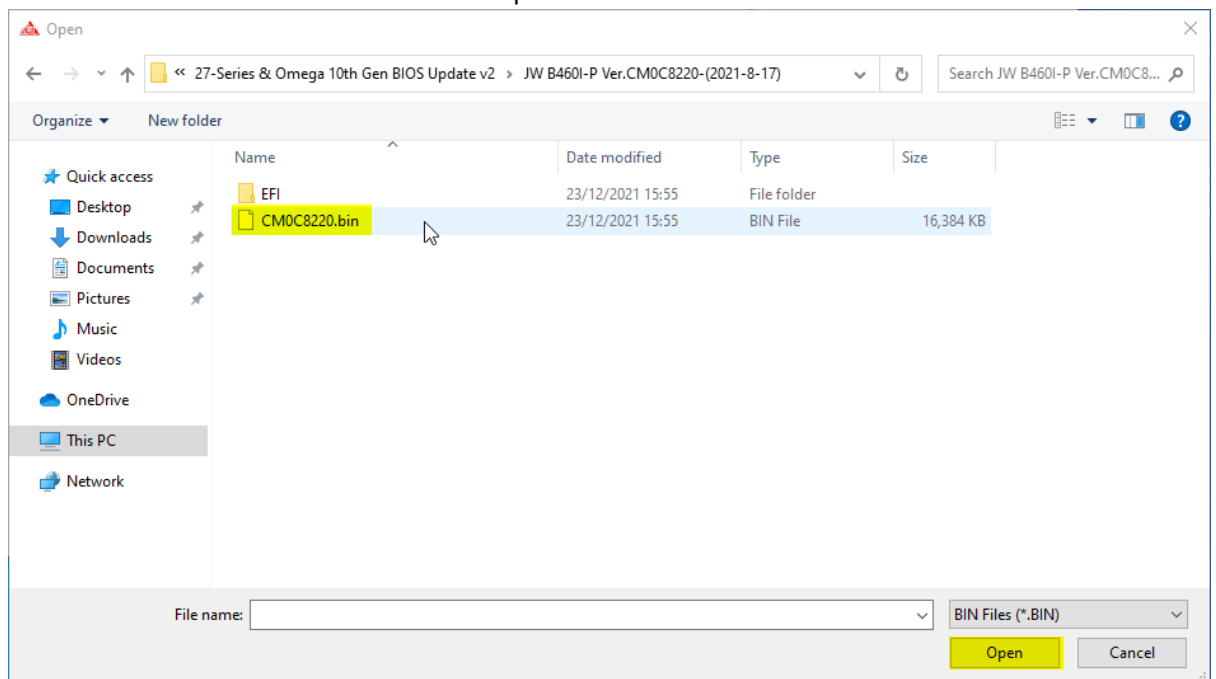 Open
« 27-Series & Omega 10th Gen BIOS Update v2 › JW B460I-P Ver.CM0C8220-(2021-8-17) Search JW B460I-P Ver.CM0C8...
Organize New folder
Name Date modified Type Size
Quick access
EFI 23/12/2021 15:55 File folder
Desktop
CM0C8220.bin 23/12/2021 15:55 BIN File 16,384 KB
Downloads
Documents
Pictures
Music
Videos
OneDrive
This PC
Network
File name: BIN Files (*.BIN)
Open Cancel